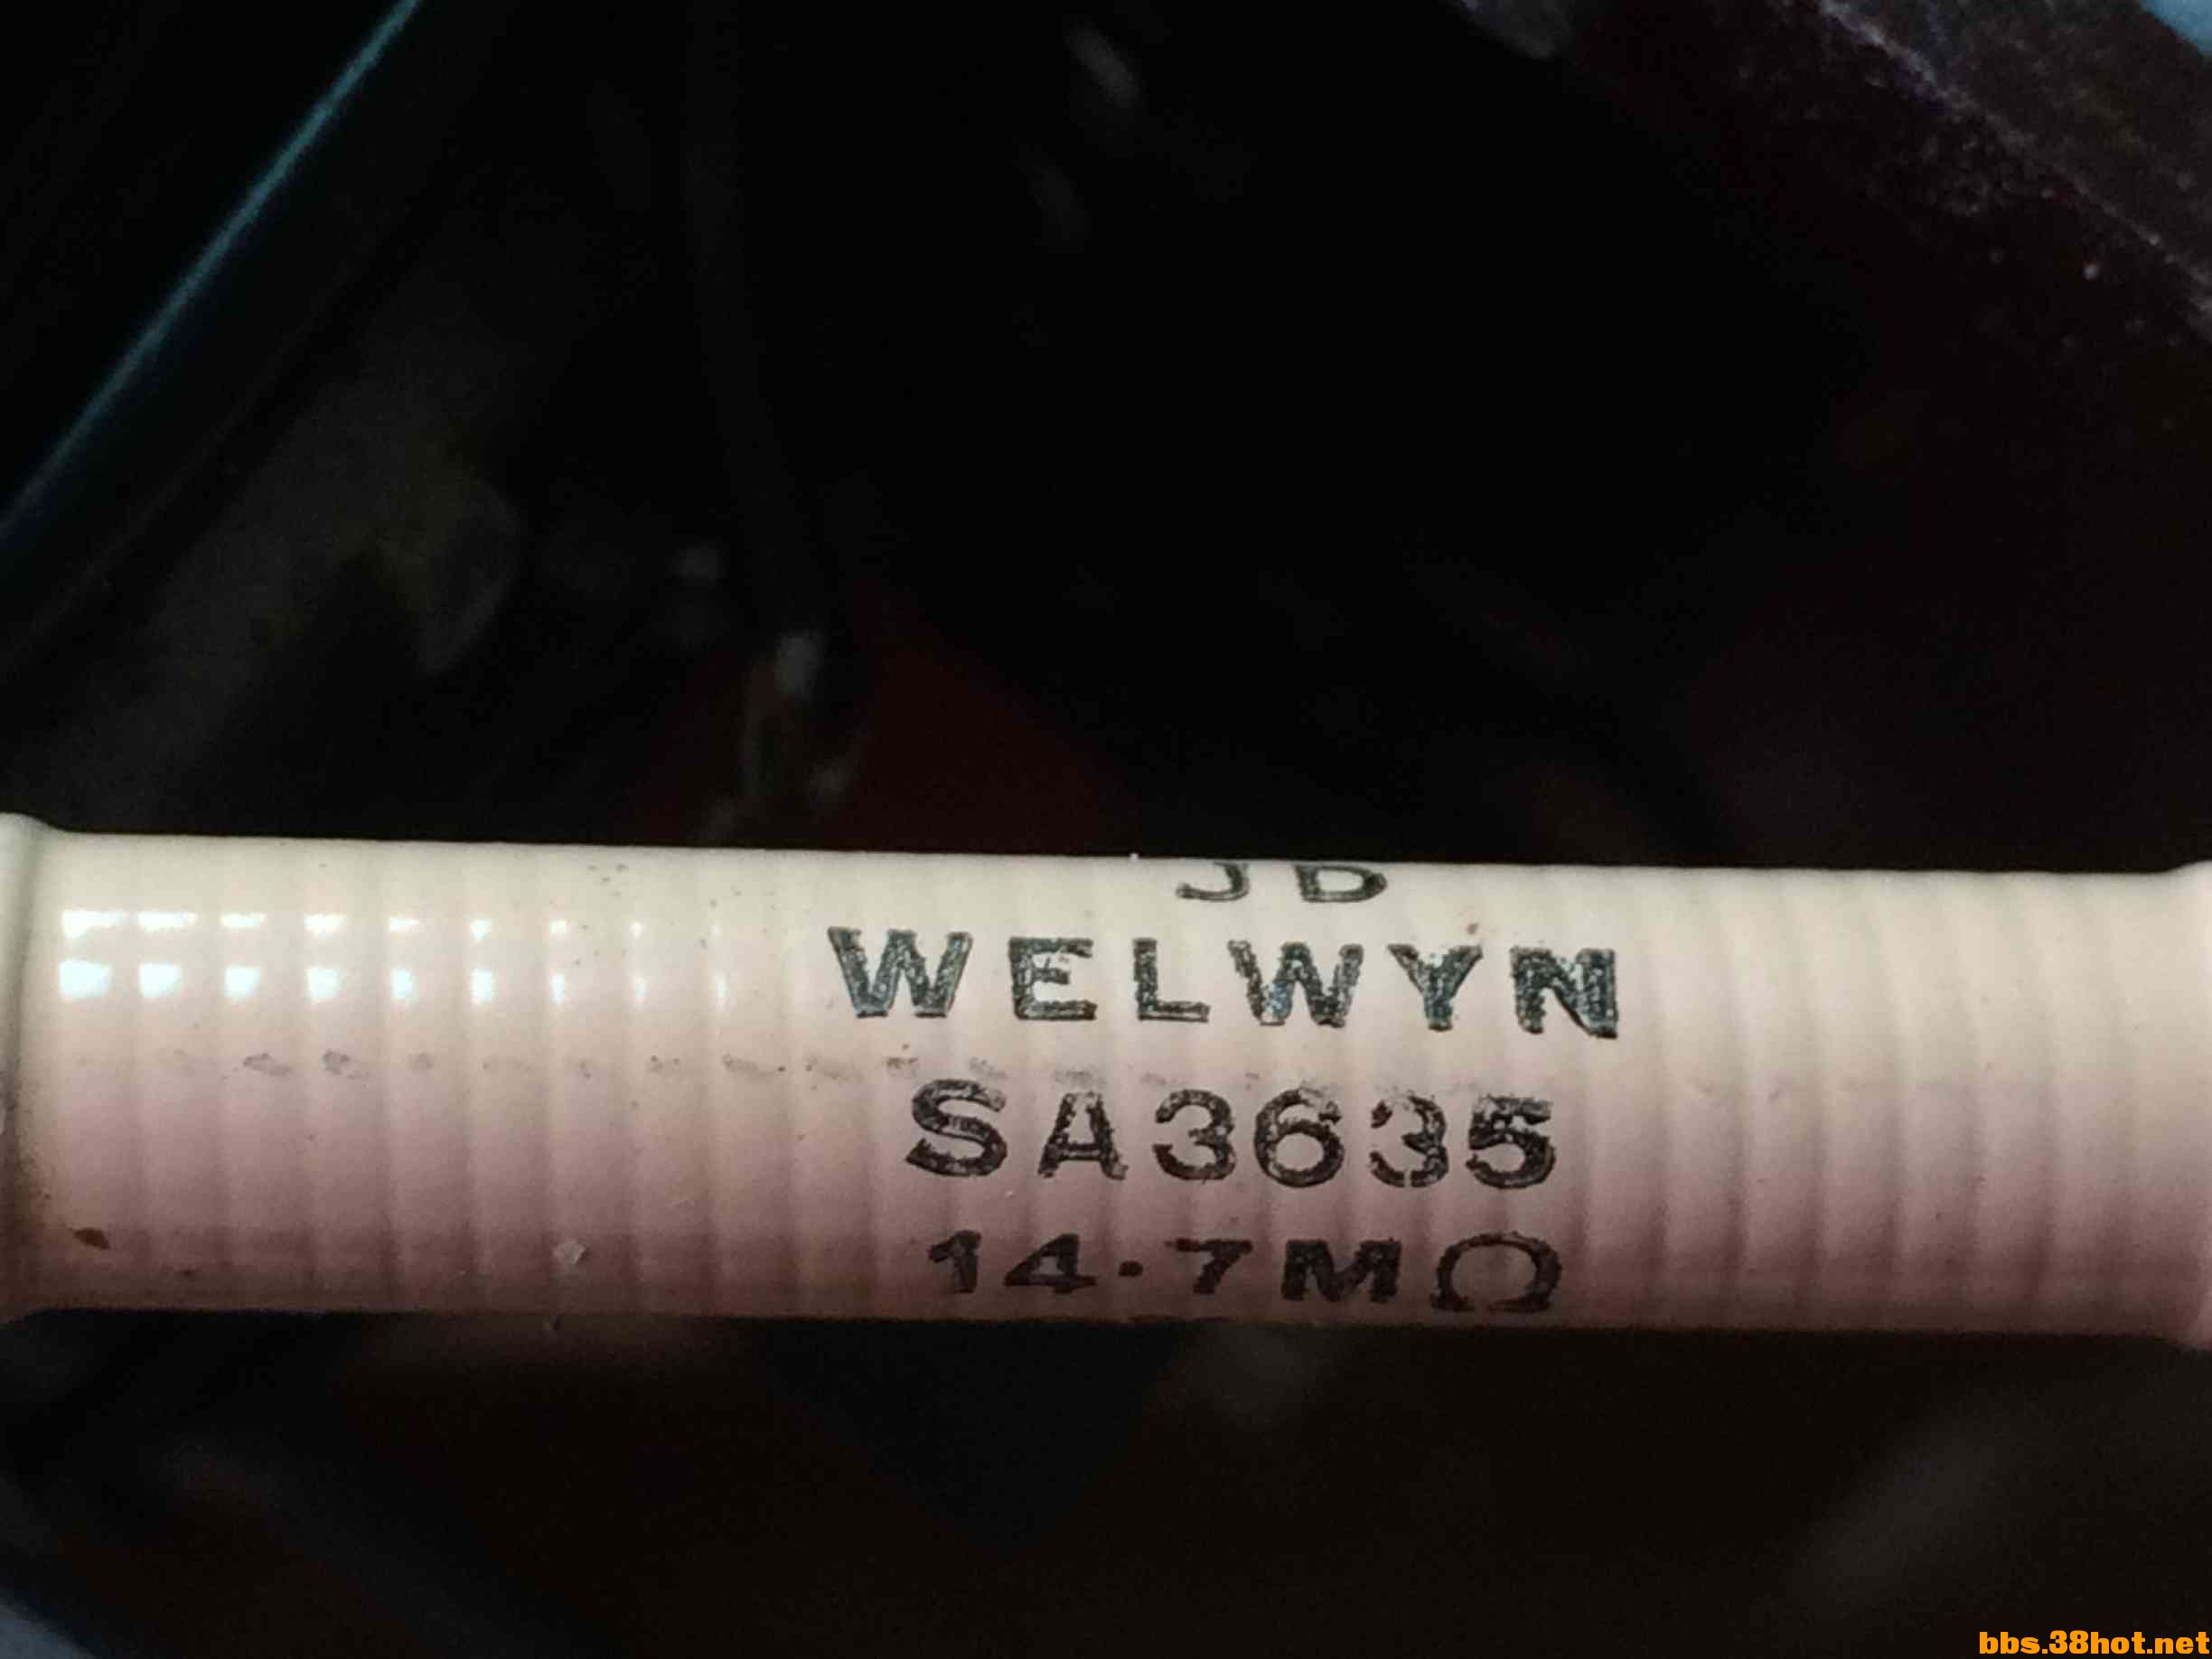 JD
WELWYN
SA3635
14.7MΩ
bbs.38hot.net